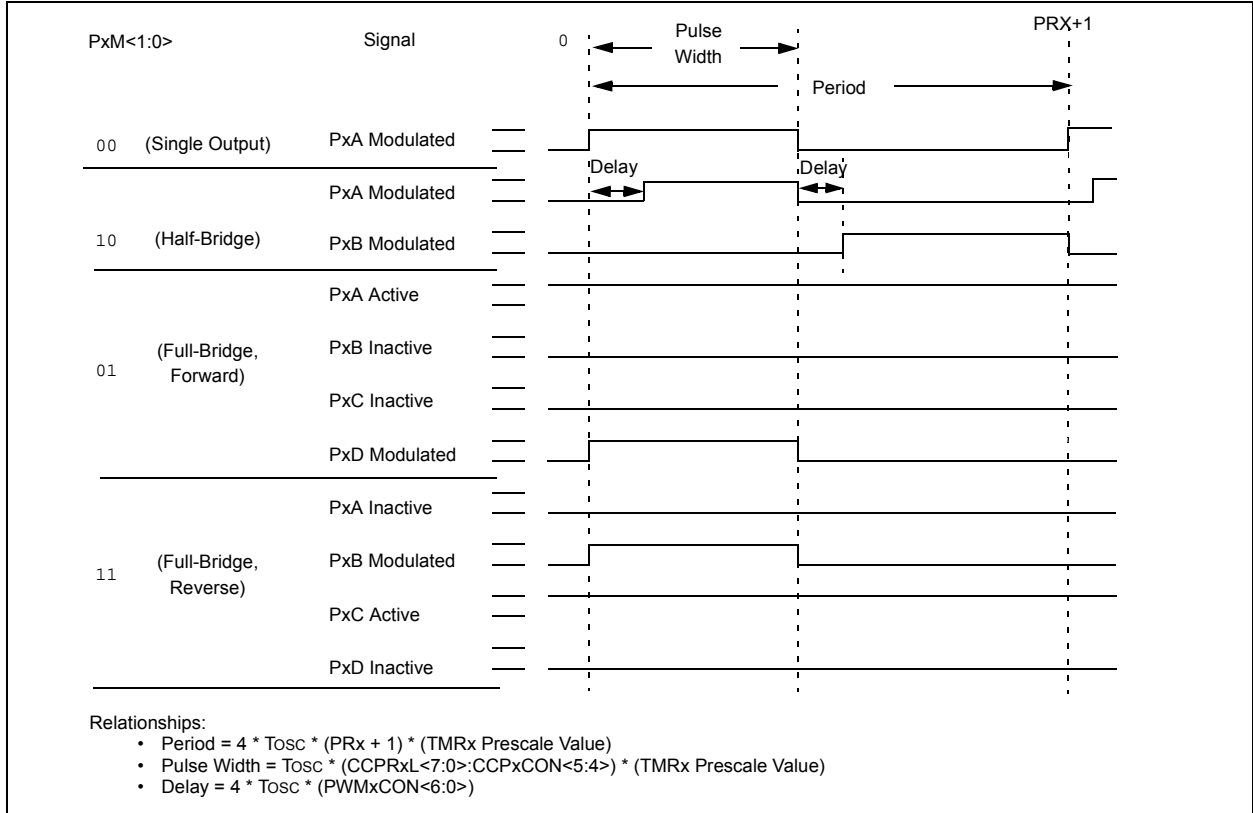 PxM<1:0> Signal 0 Pulse Width PRX+1
Period
00 (Single Output) PxA Modulated
Delay Delay
PxA Modulated
10 (Half-Bridge) PxB Modulated
PxA Active
(Full-Bridge, Forward) PxB Inactive
01
PxC Inactive
PxD Modulated
PxA Inactive
11 (Full-Bridge, Reverse) PxB Modulated
PxC Active
PxD Inactive
Relationships:
• Period = 4 * TOSC * (PRx + 1) * (TMRx Prescale Value)
• Pulse Width = TOSC * (CCPRxL<7:0>:CCPxCON<5:4>) * (TMRx Prescale Value)
• Delay = 4 * TOSC * (PWMxCON<6:0>)